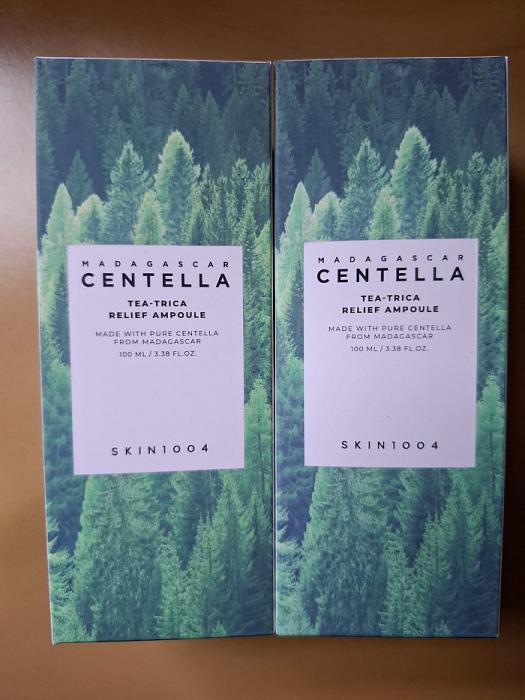 MADAGASCAR
CENTELLA
TEA-TRICA
RELIEF AMPOULE
MADE WITH PURE CENTELLA
FROM MADAGASCAR
100 ML / 3.38 FL.OZ.
SKIN1004
MADAGASCAR
CENTELLA
TEA-TRICA
RELIEF AMPOULE
MADE WITH PURE CENTELLA
FROM MADAGASCAR
100 ML / 3.38 FL.OZ.
SKIN1004